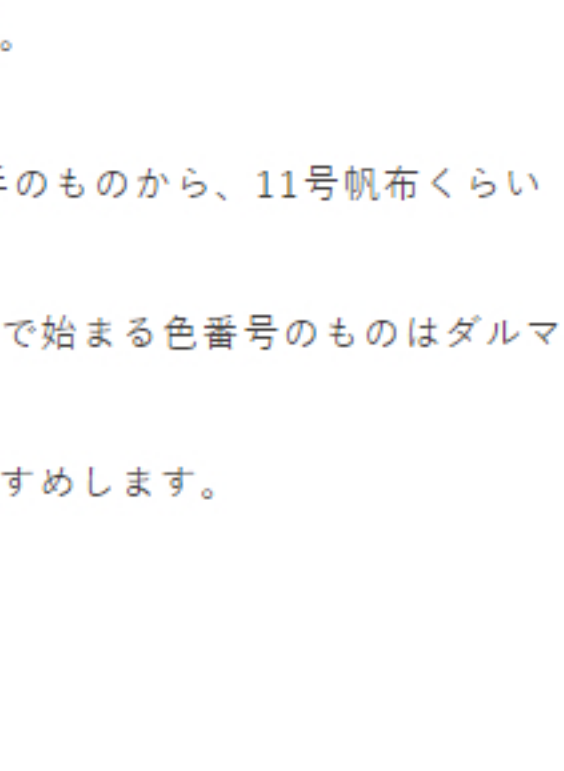 。
手のものから、11号帆布くらい
で始まる色番号のものはダルマ
すめします。